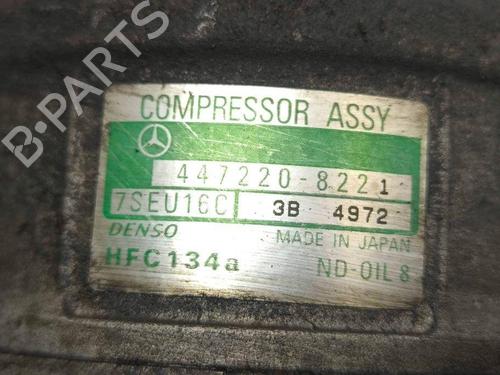 COMPRESSOR ASSY
447220-8221
7SEU16C 3B 4972
DENSO MADE IN JAPAN
HFC134a ND-OIL 8
B-PARTS